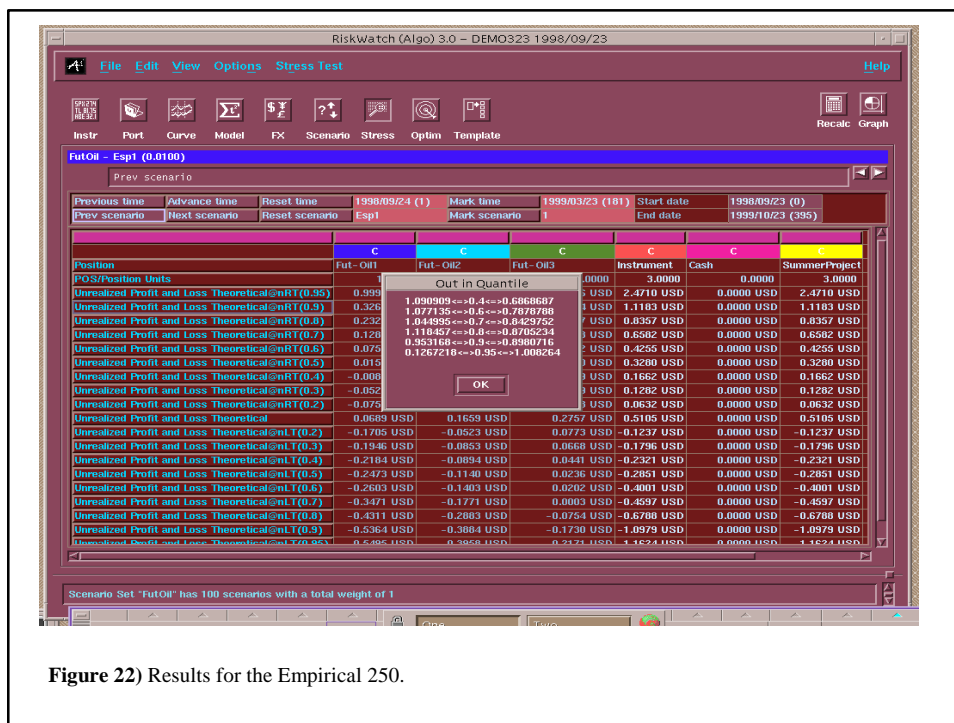 RiskWatch (Algo) 3.0 – DEMO323 1998/09/23
File Edit View Options Stress Test Help
Instr Port Curve Model FX Scenario Stress Optim Template Recalc Graph
FutOil – Esp1 (0.0100)
Prev scenario
Previous time Advance time Reset time 1998/09/24 (1) Mark time 1999/03/23 (181) Start date 1998/09/23 (0)
Prev scenario Next scenario Reset scenario Esp1 Mark scenario 1 End date 1999/10/23 (395)
C C C C C C
Position Fut-Oil1 Fut-Oil2 Fut-Oil3 Instrument Cash SummerProject
POS/Position Units 3.0000 0.0000 3.0000
Unrealized Profit and Loss Theoretical@nRT(0.95) 0.999 USD 2.4710 USD 0.0000 USD 2.4710 USD
Unrealized Profit and Loss Theoretical@nRT(0.9) 0.326 USD 1.1183 USD 0.0000 USD 1.1183 USD
Unrealized Profit and Loss Theoretical@nRT(0.8) 0.232 USD 0.8357 USD 0.0000 USD 0.8357 USD
Unrealized Profit and Loss Theoretical@nRT(0.7) 0.128 USD 0.6582 USD 0.0000 USD 0.6582 USD
Unrealized Profit and Loss Theoretical@nRT(0.6) 0.075 USD 0.4255 USD 0.0000 USD 0.4255 USD
Unrealized Profit and Loss Theoretical@nRT(0.5) 0.015 USD 0.3280 USD 0.0000 USD 0.3280 USD
Unrealized Profit and Loss Theoretical@nRT(0.4) -0.008 USD 0.1662 USD 0.0000 USD 0.1662 USD
Unrealized Profit and Loss Theoretical@nRT(0.3) -0.052 USD 0.1282 USD 0.0000 USD 0.1282 USD
Unrealized Profit and Loss Theoretical@nRT(0.2) -0.075 USD 0.0632 USD 0.0000 USD 0.0632 USD
Unrealized Profit and Loss Theoretical 0.0689 USD 0.1659 USD 0.2757 USD 0.5105 USD 0.0000 USD 0.5105 USD
Unrealized Profit and Loss Theoretical@nLT(0.2) -0.1705 USD -0.0523 USD 0.0773 USD -0.1237 USD 0.0000 USD -0.1237 USD
Unrealized Profit and Loss Theoretical@nLT(0.3) -0.1946 USD -0.0853 USD 0.0668 USD -0.1796 USD 0.0000 USD -0.1796 USD
Unrealized Profit and Loss Theoretical@nLT(0.4) -0.2184 USD -0.0894 USD 0.0441 USD -0.2321 USD 0.0000 USD -0.2321 USD
Unrealized Profit and Loss Theoretical@nLT(0.5) -0.2473 USD -0.1140 USD 0.0236 USD -0.2851 USD 0.0000 USD -0.2851 USD
Unrealized Profit and Loss Theoretical@nLT(0.6) -0.2603 USD -0.1403 USD 0.0202 USD -0.4001 USD 0.0000 USD -0.4001 USD
Unrealized Profit and Loss Theoretical@nLT(0.7) -0.3471 USD -0.1771 USD 0.0003 USD -0.4597 USD 0.0000 USD -0.4597 USD
Unrealized Profit and Loss Theoretical@nLT(0.8) -0.4311 USD -0.2883 USD -0.0754 USD -0.6788 USD 0.0000 USD -0.6788 USD
Unrealized Profit and Loss Theoretical@nLT(0.9) -0.5364 USD -0.3884 USD -0.1730 USD -1.0979 USD 0.0000 USD -1.0979 USD
Unrealized Profit and Loss Theoretical@nLT(0.95)
Out in Quantile
1.090909<=>0.4<=>0.6868687
1.077135<=>0.6<=>0.7878788
1.044995<=>0.7<=>0.8429752
1.118457<=>0.8<=>0.8705234
0.953168<=>0.9<=>0.8980716
0.1267218<=>0.95<=>1.008264
OK
Scenario Set "FutOil" has 100 scenarios with a total weight of 1
One Two
Figure 22) Results for the Empirical 250.